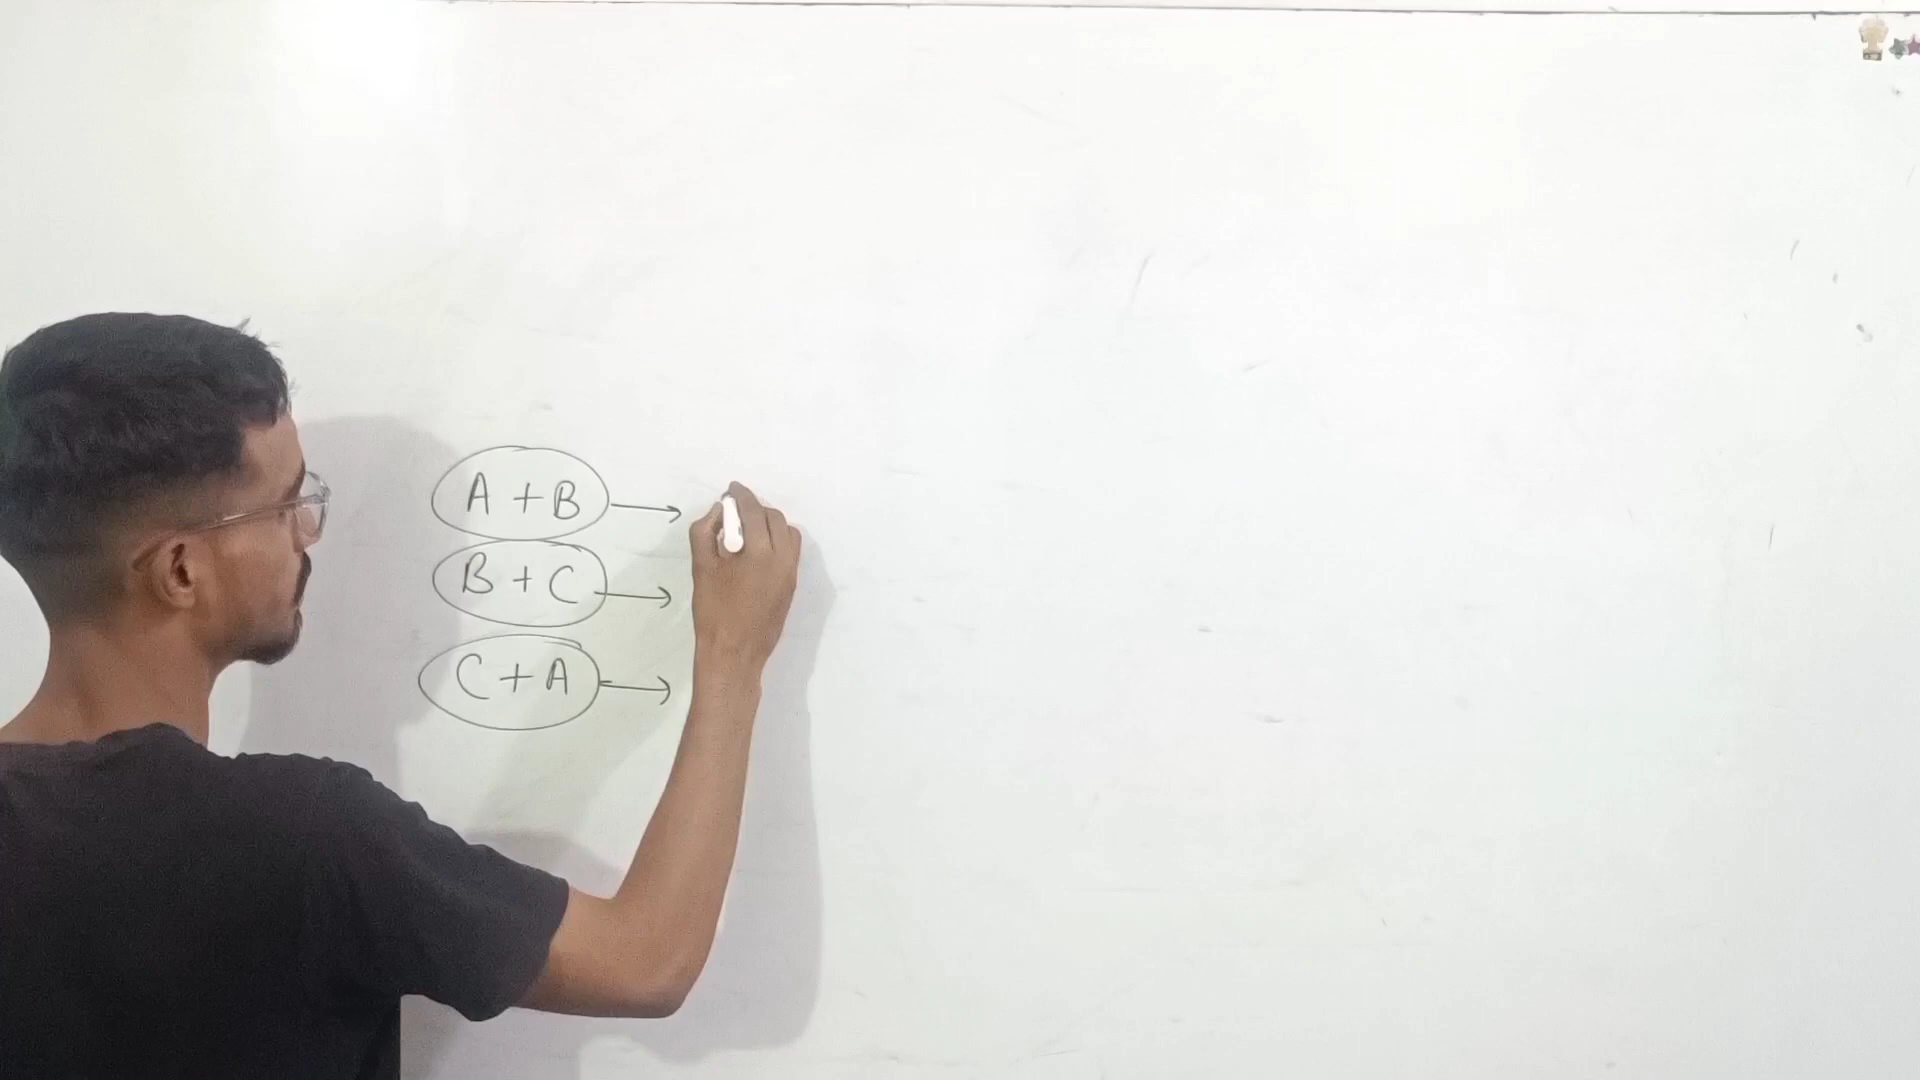 A + B →
B + C →
C + A →